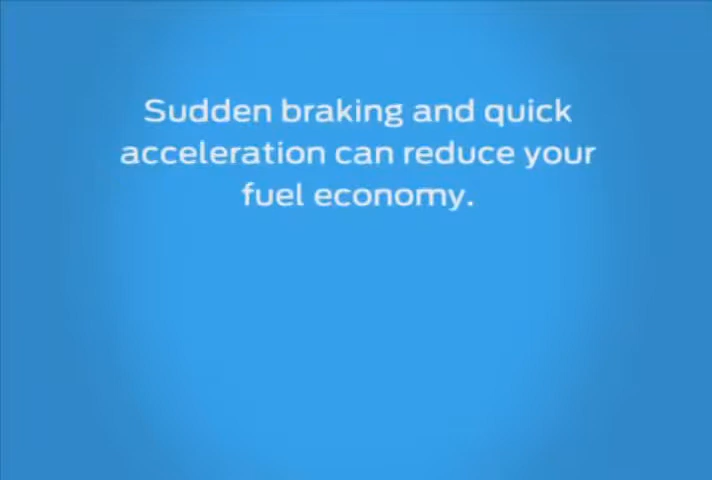 Sudden braking and quick
acceleration can reduce your
fuel economy.